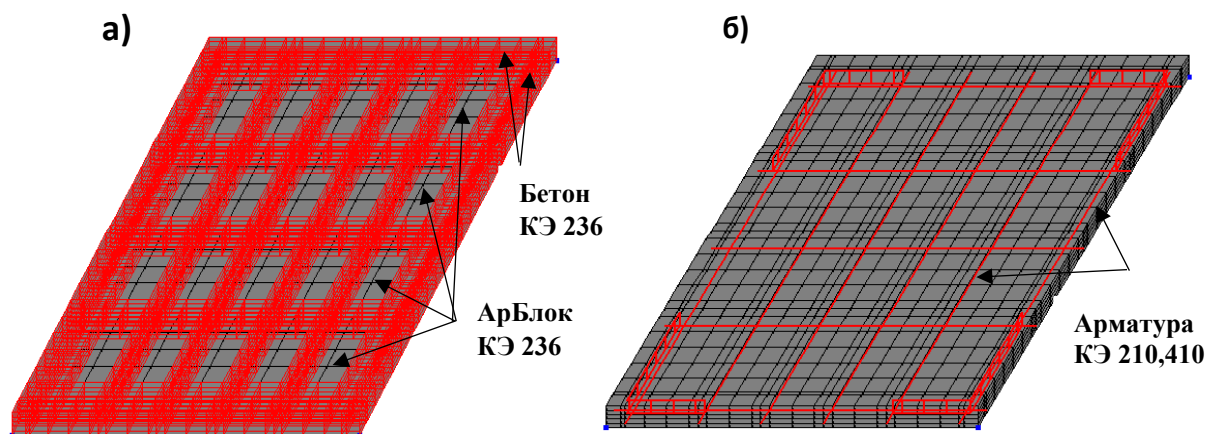 а)
б)
Бетон
КЭ 236
АрБлок
КЭ 236
Арматура
КЭ 210,410